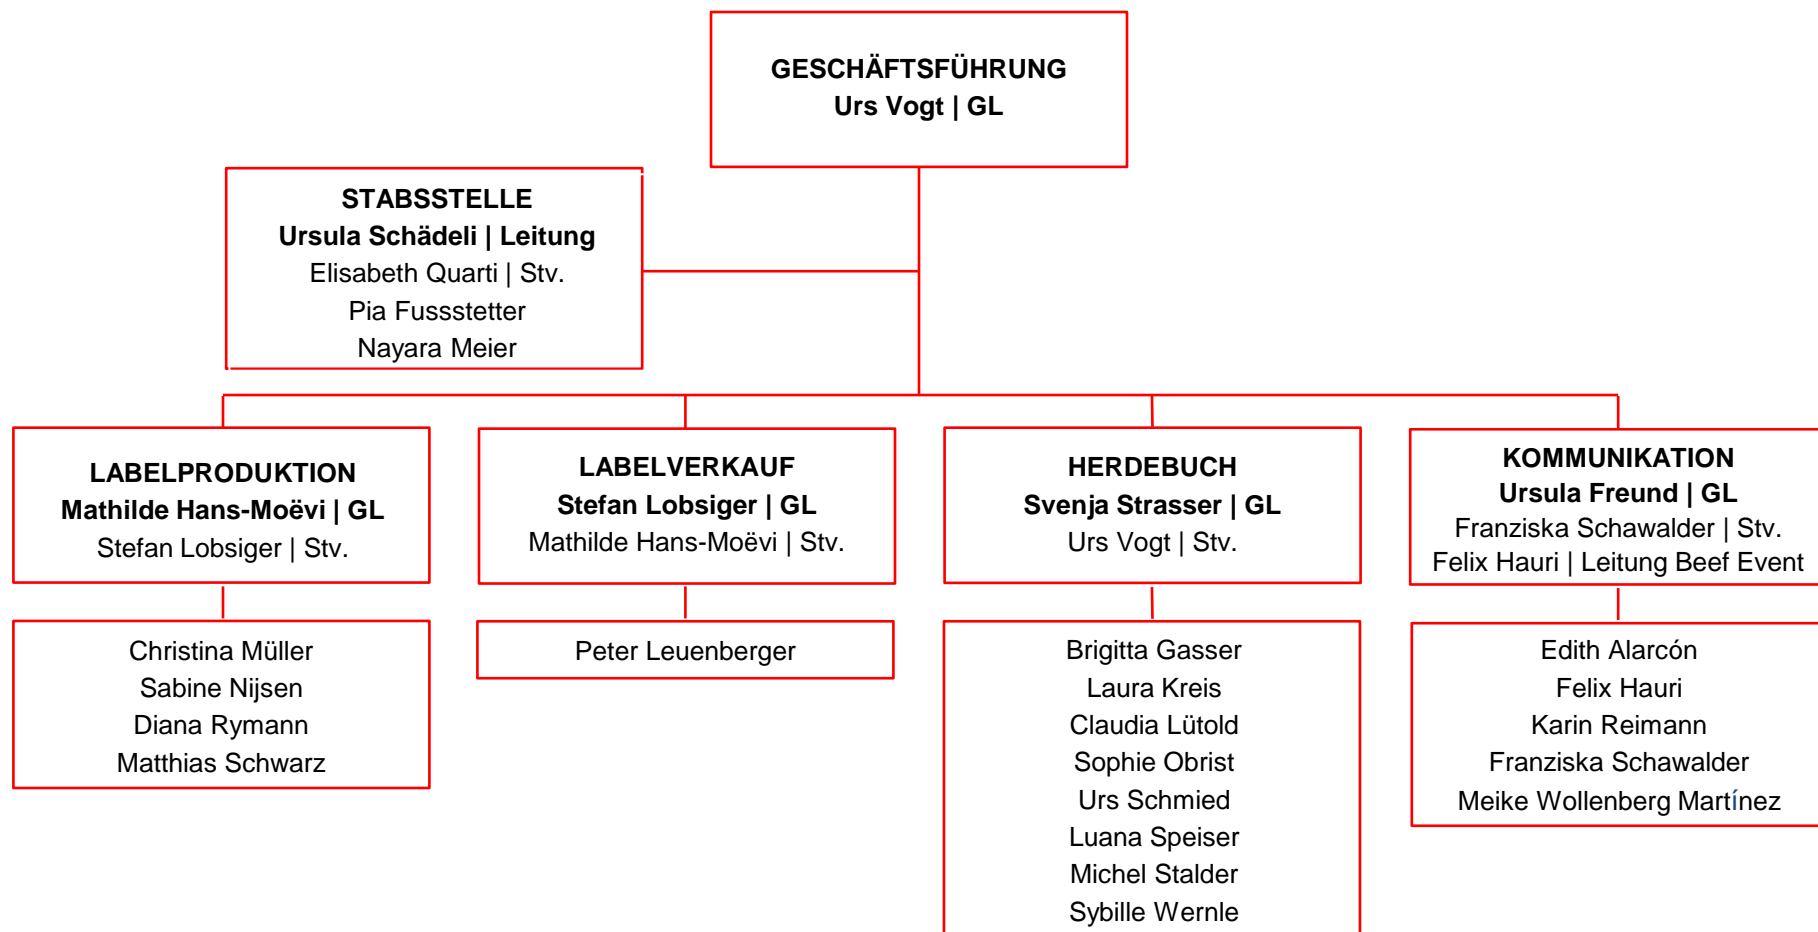 GESCHÄFTSFÜHRUNG
Urs Vogt | GL
STABSSTELLE
Ursula Schädeli | Leitung
Elisabeth Quarti | Stv.
Pia Fussstetter
Nayara Meier
LABELPRODUKTION
Mathilde Hans-Moëvi | GL
Stefan Lobsiger | Stv.
Christina Müller
Sabine Nijsen
Diana Rymann
Matthias Schwarz
LABELVERKAUF
Stefan Lobsiger | GL
Mathilde Hans-Moëvi | Stv.
Peter Leuenberger
HERDEBUCH
Svenja Strasser | GL
Urs Vogt | Stv.
Brigitta Gasser
Laura Kreis
Claudia Lütold
Sophie Obrist
Urs Schmied
Luana Speiser
Michel Stalder
Sybille Wernle
KOMMUNIKATION
Ursula Freund | GL
Franziska Schawalder | Stv.
Felix Hauri | Leitung Beef Event
Edith Alarcón
Felix Hauri
Karin Reimann
Franziska Schawalder
Meike Wollenberg Martínez